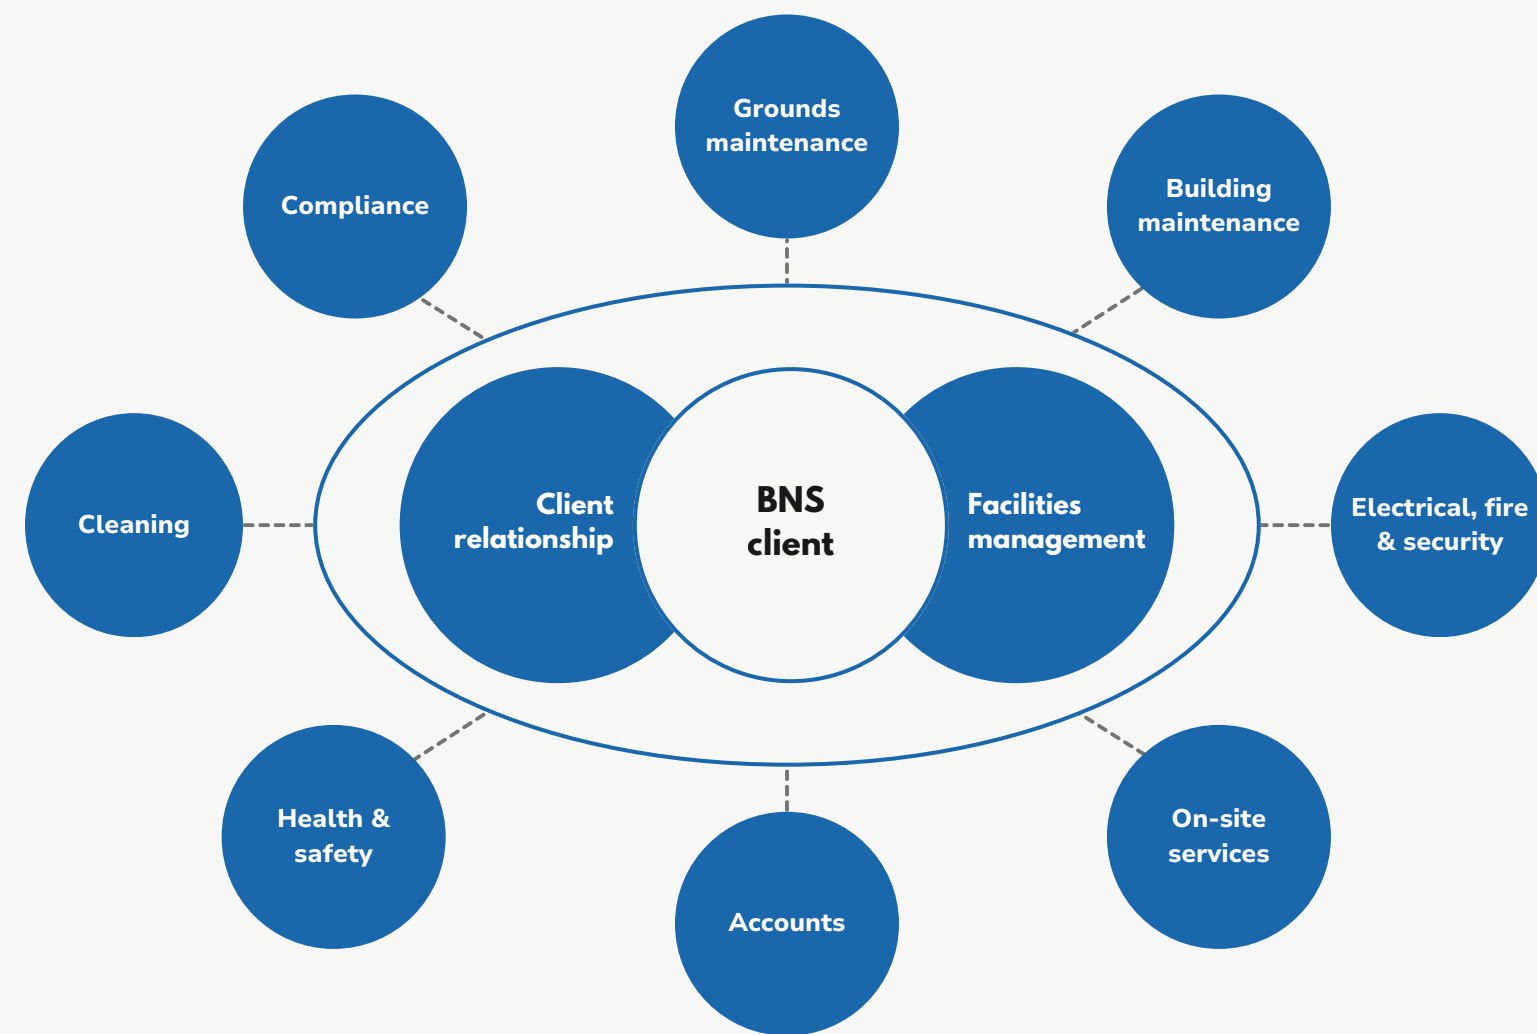 Grounds
maintenance
Compliance
Building
maintenance
Client
relationship
BNS
client
Facilities
management
Cleaning
Electrical, fire
& security
Health &
safety
On-site
services
Accounts